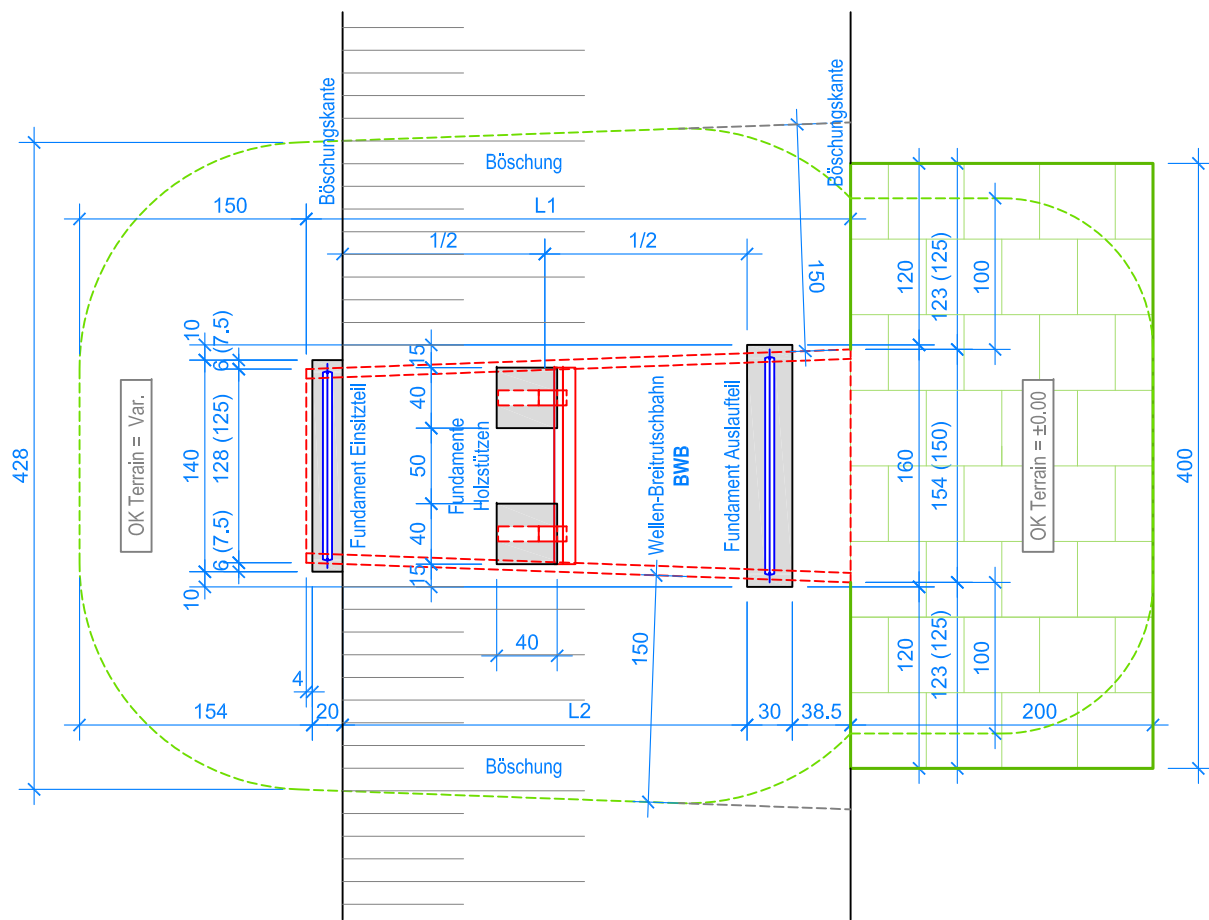 Böschungskante
Böschungskante
Böschung
150
L1
1/2
1/2
150
428
10
6 (7.5)
128 (125)
140
6 (7.5)
10
OK Terrain = Var.
Fundament Einsitzteil
15
40
50
40
15
Fundamente
Holzstützen
Wellen-Breitrutschbahn
BWB
Fundament Auslaufteil
120
123 (125)
100
160
154 (150)
OK Terrain = ±0.00
400
120
123 (125)
100
40
150
4
154
20
L2
30
38.5
200
Böschung